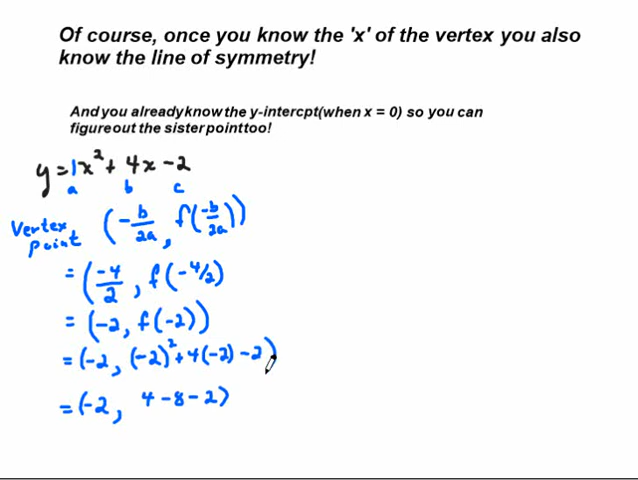 Of course, once you know the 'x' of the vertex you also
know the line of symmetry!
And you already know the y-intercpt(when x = 0) so you can
figure out the sister point too!
y = 1x² + 4x - 2
a b c
Vertex point (-b/2a, f(-b/2a))
= (-4/2, f(-4/2)
= (-2, f(-2))
= (-2, (-2)² + 4(-2) - 2)
= (-2, 4 - 8 - 2)